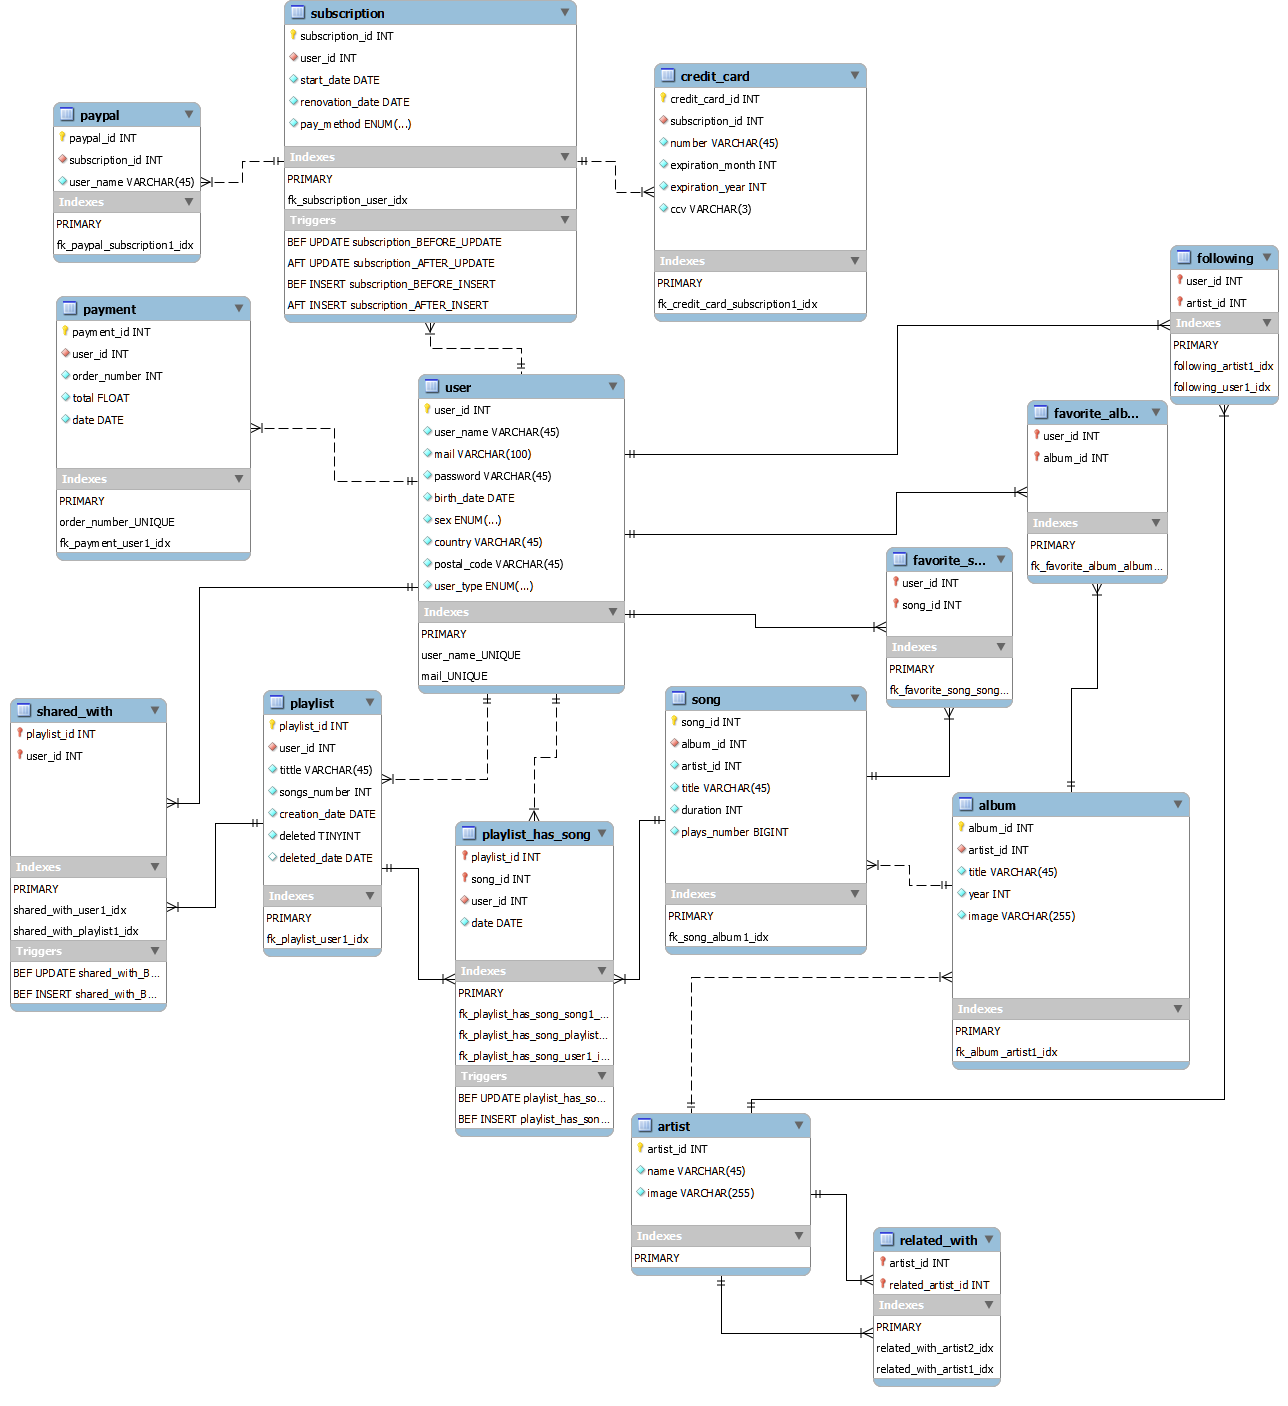 subscription
subscription_id INT
user_id INT
start_date DATE
renovation_date DATE
pay_method ENUM(...)
Indexes
PRIMARY
fk_subscription_user_idx
Triggers
BEF UPDATE subscription_BEFORE_UPDATE
AFT UPDATE subscription_AFTER_UPDATE
BEF INSERT subscription_BEFORE_INSERT
AFT INSERT subscription_AFTER_INSERT
credit_card
credit_card_id INT
subscription_id INT
number VARCHAR(45)
expiration_month INT
expiration_year INT
ccv VARCHAR(3)
Indexes
PRIMARY
fk_credit_card_subscription1_idx
paypal
paypal_id INT
subscription_id INT
user_name VARCHAR(45)
Indexes
PRIMARY
fk_paypal_subscription1_idx
following
user_id INT
artist_id INT
Indexes
PRIMARY
following_artist1_idx
following_user1_idx
payment
payment_id INT
user_id INT
order_number INT
total FLOAT
date DATE
Indexes
PRIMARY
order_number_UNIQUE
fk_payment_user1_idx
user
user_id INT
user_name VARCHAR(45)
mail VARCHAR(100)
password VARCHAR(45)
birth_date DATE
sex ENUM(...)
country VARCHAR(45)
postal_code VARCHAR(45)
user_type ENUM(...)
Indexes
PRIMARY
user_name_UNIQUE
mail_UNIQUE
favorite_alb...
user_id INT
album_id INT
Indexes
PRIMARY
fk_favorite_album_album...
favorite_s...
user_id INT
song_id INT
Indexes
PRIMARY
fk_favorite_song_song...
shared_with
playlist_id INT
user_id INT
Indexes
PRIMARY
shared_with_user1_idx
shared_with_playlist1_idx
Triggers
BEF UPDATE shared_with_B...
BEF INSERT shared_with_B...
playlist
playlist_id INT
user_id INT
tittle VARCHAR(45)
songs_number INT
creation_date DATE
deleted TINYINT
deleted_date DATE
Indexes
PRIMARY
fk_playlist_user1_idx
song
song_id INT
album_id INT
artist_id INT
title VARCHAR(45)
duration INT
plays_number BIGINT
Indexes
PRIMARY
fk_song_album1_idx
album
album_id INT
artist_id INT
title VARCHAR(45)
year INT
image VARCHAR(255)
Indexes
PRIMARY
fk_album_artist1_idx
playlist_has_song
playlist_id INT
song_id INT
user_id INT
date DATE
Indexes
PRIMARY
fk_playlist_has_song_song1_...
fk_playlist_has_song_playlist...
fk_playlist_has_song_user1_i...
Triggers
BEF UPDATE playlist_has_so...
BEF INSERT playlist_has_son...
artist
artist_id INT
name VARCHAR(45)
image VARCHAR(255)
Indexes
PRIMARY
related_with
artist_id INT
related_artist_id INT
Indexes
PRIMARY
related_with_artist2_idx
related_with_artist1_idx